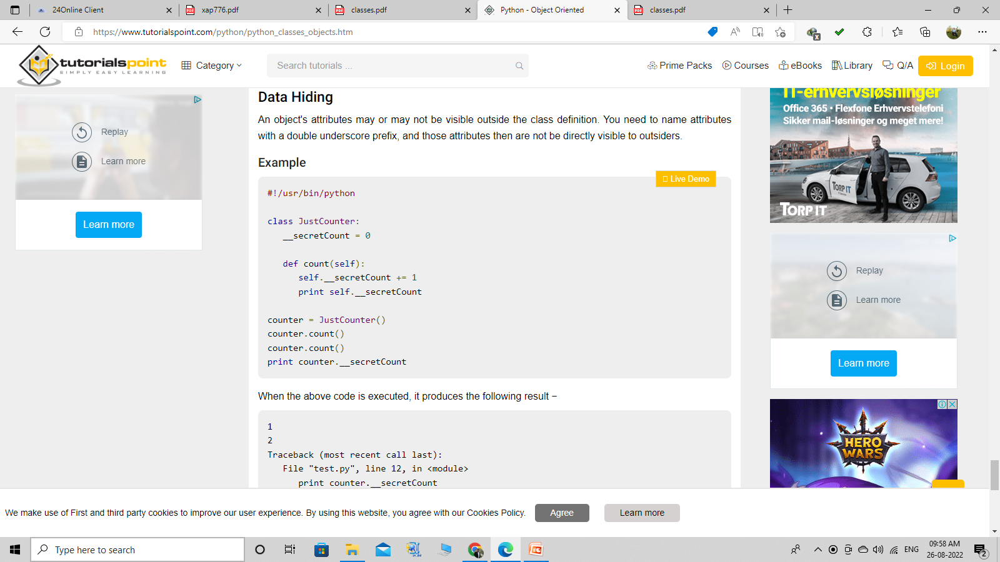 24Online Client
xap776.pdf
classes.pdf
Python - Object Oriented
classes.pdf
https://www.tutorialspoint.com/python/python_classes_objects.htm
tutorialspoint
SIMPLY EASY LEARNING
Category
Search tutorials ...
Prime Packs
Courses
eBooks
Library
Q/A
Login
Replay
Learn more
Learn more
Data Hiding
An object's attributes may or may not be visible outside the class definition. You need to name attributes
with a double underscore prefix, and those attributes then are not be directly visible to outsiders.
Example
Live Demo
#!/usr/bin/python
class JustCounter:
   __secretCount = 0
   def count(self):
      self.__secretCount += 1
      print self.__secretCount
counter = JustCounter()
counter.count()
counter.count()
print counter.__secretCount
When the above code is executed, it produces the following result −
1
2
Traceback (most recent call last):
   File "test.py", line 12, in <module>
      print counter.__secretCount
IT-erhvervsløsninger
Office 365 • Flexfone Erhvervstelefoni
Sikker mail-løsninger og meget mere!
TORP IT
TORP IT
Replay
Learn more
Learn more
HERO
WARS
We make use of First and third party cookies to improve our user experience. By using this website, you agree with our Cookies Policy.
Agree
Learn more
Type here to search
ENG
09:58 AM
26-08-2022
2